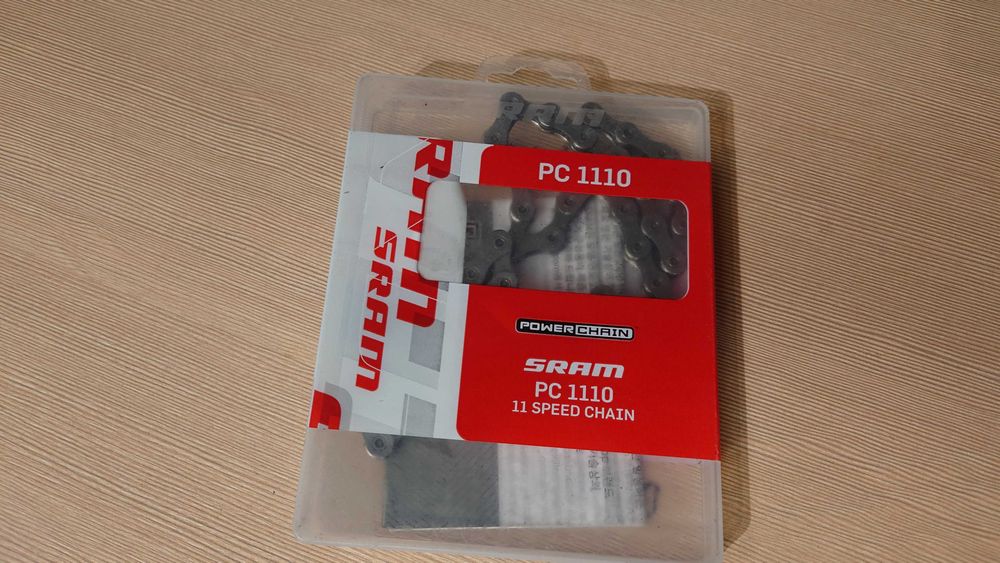 SRAM
PC 1110
SRAM
POWERCHAIN
SRAM
PC 1110
11 SPEED CHAIN